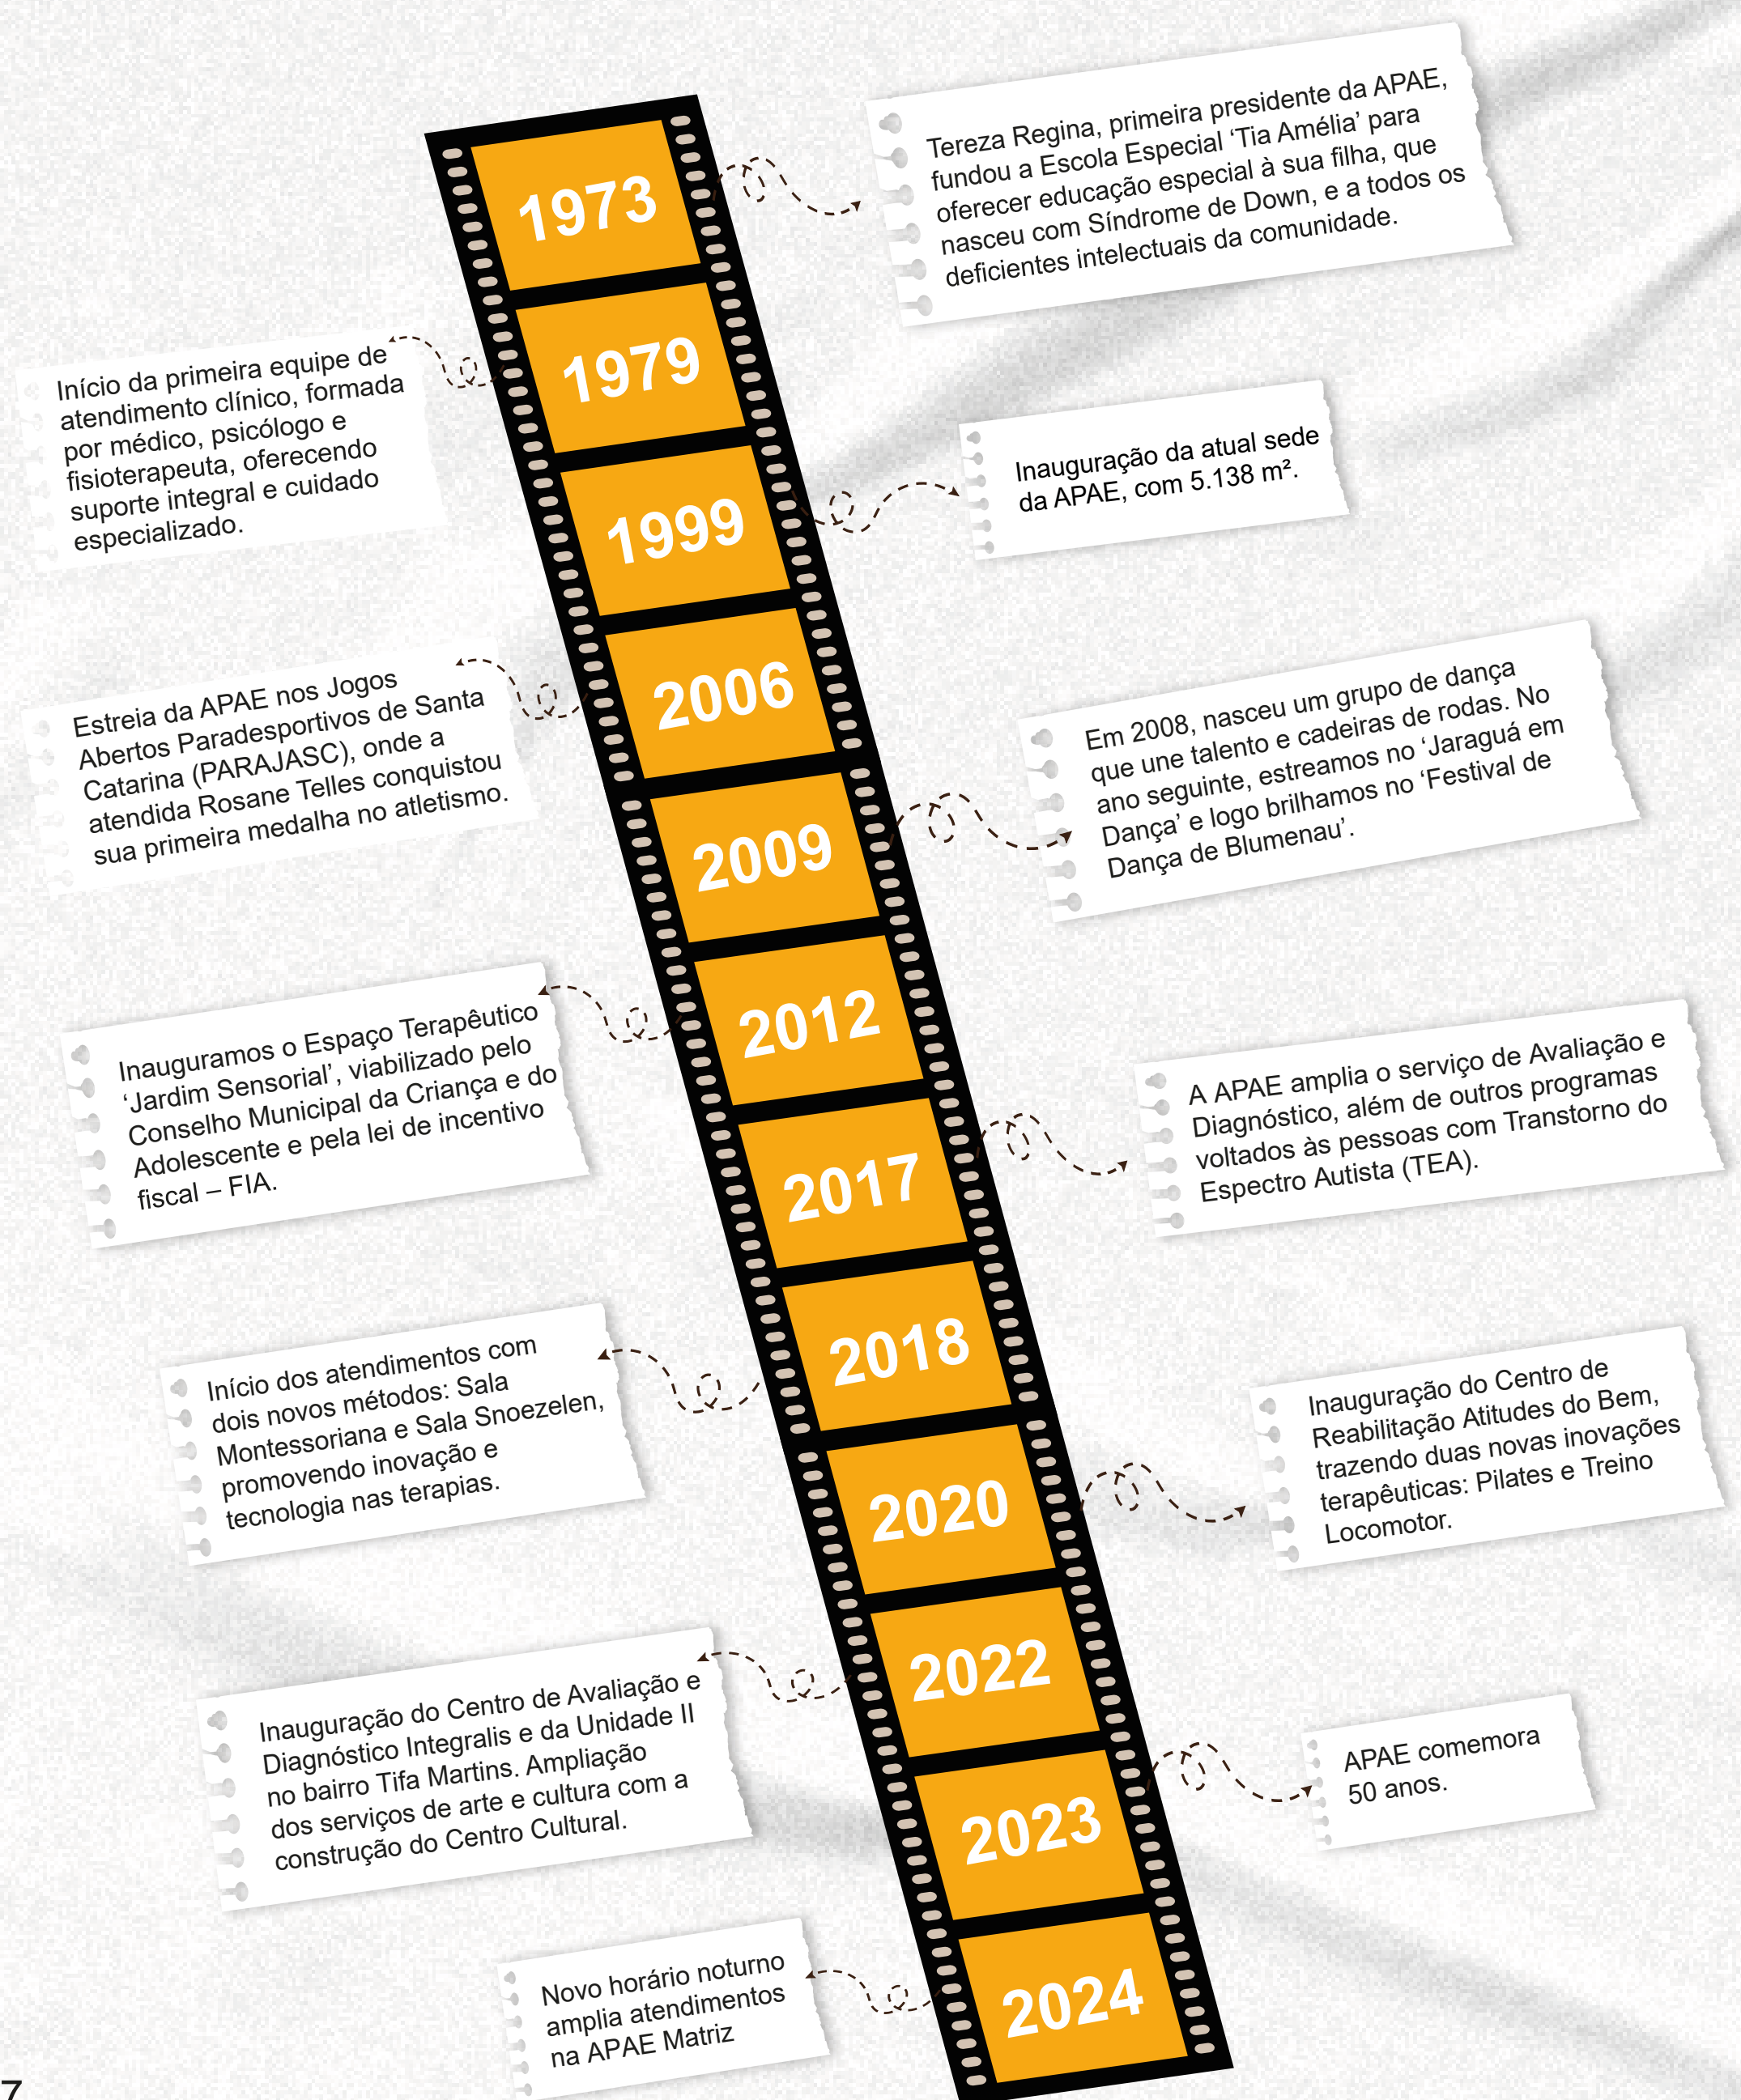 1973
Tereza Regina, primeira presidente da APAE,
fundou a Escola Especial ‘Tia Amélia’ para
oferecer educação especial à sua filha, que
nasceu com Síndrome de Down, e a todos os
deficientes intelectuais da comunidade.
1979
Início da primeira equipe de
atendimento clínico, formada
por médico, psicólogo e
fisioterapeuta, oferecendo
suporte integral e cuidado
especializado.
1999
Inauguração da atual sede
da APAE, com 5.138 m².
2006
Estreia da APAE nos Jogos
Abertos Paradesportivos de Santa
Catarina (PARAJASC), onde a
atendida Rosane Telles conquistou
sua primeira medalha no atletismo.
2009
Em 2008, nasceu um grupo de dança
que une talento e cadeiras de rodas. No
ano seguinte, estreamos no ‘Jaraguá em
Dança’ e logo brilhamos no ‘Festival de
Dança de Blumenau’.
2012
Inauguramos o Espaço Terapêutico
‘Jardim Sensorial’, viabilizado pelo
Conselho Municipal da Criança e do
Adolescente e pela lei de incentivo
fiscal – FIA.
2017
A APAE amplia o serviço de Avaliação e
Diagnóstico, além de outros programas
voltados às pessoas com Transtorno do
Espectro Autista (TEA).
2018
Início dos atendimentos com
dois novos métodos: Sala
Montessoriana e Sala Snoezelen,
promovendo inovação e
tecnologia nas terapias.
2020
Inauguração do Centro de
Reabilitação Atitudes do Bem,
trazendo duas novas inovações
terapêuticas: Pilates e Treino
Locomotor.
2022
Inauguração do Centro de Avaliação e
Diagnóstico Integralis e da Unidade II
no bairro Tifa Martins. Ampliação
dos serviços de arte e cultura com a
construção do Centro Cultural.
2023
APAE comemora
50 anos.
2024
Novo horário noturno
amplia atendimentos
na APAE Matriz
7